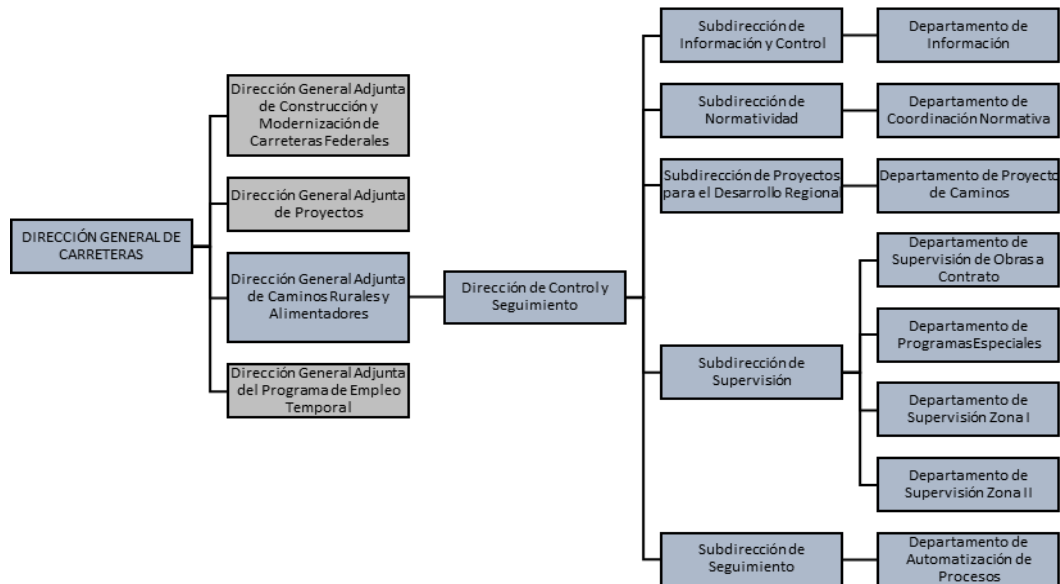 DIRECCIÓN GENERAL DE
CARRETERAS
Dirección General Adjunta
de Construcción y
Modernización de
Carreteras Federales
Dirección General Adjunta
de Proyectos
Dirección General Adjunta
de Caminos Rurales y
Alimentadores
Dirección General Adjunta
del Programa de Empleo
Temporal
Dirección de Control y
Seguimiento
Subdirección de
Información y Control
Departamento de
Información
Subdirección de
Normatividad
Departamento de
Coordinación Normativa
Subdirección de Proyectos
para el Desarrollo Regional
Departamento de Proyecto
de Caminos
Subdirección de
Supervisión
Departamento de
Supervisión de Obras a
Contrato
Departamento de
Programas Especiales
Departamento de
Supervisión Zona I
Departamento de
Supervisión Zona II
Subdirección de
Seguimiento
Departamento de
Automatización de
Procesos